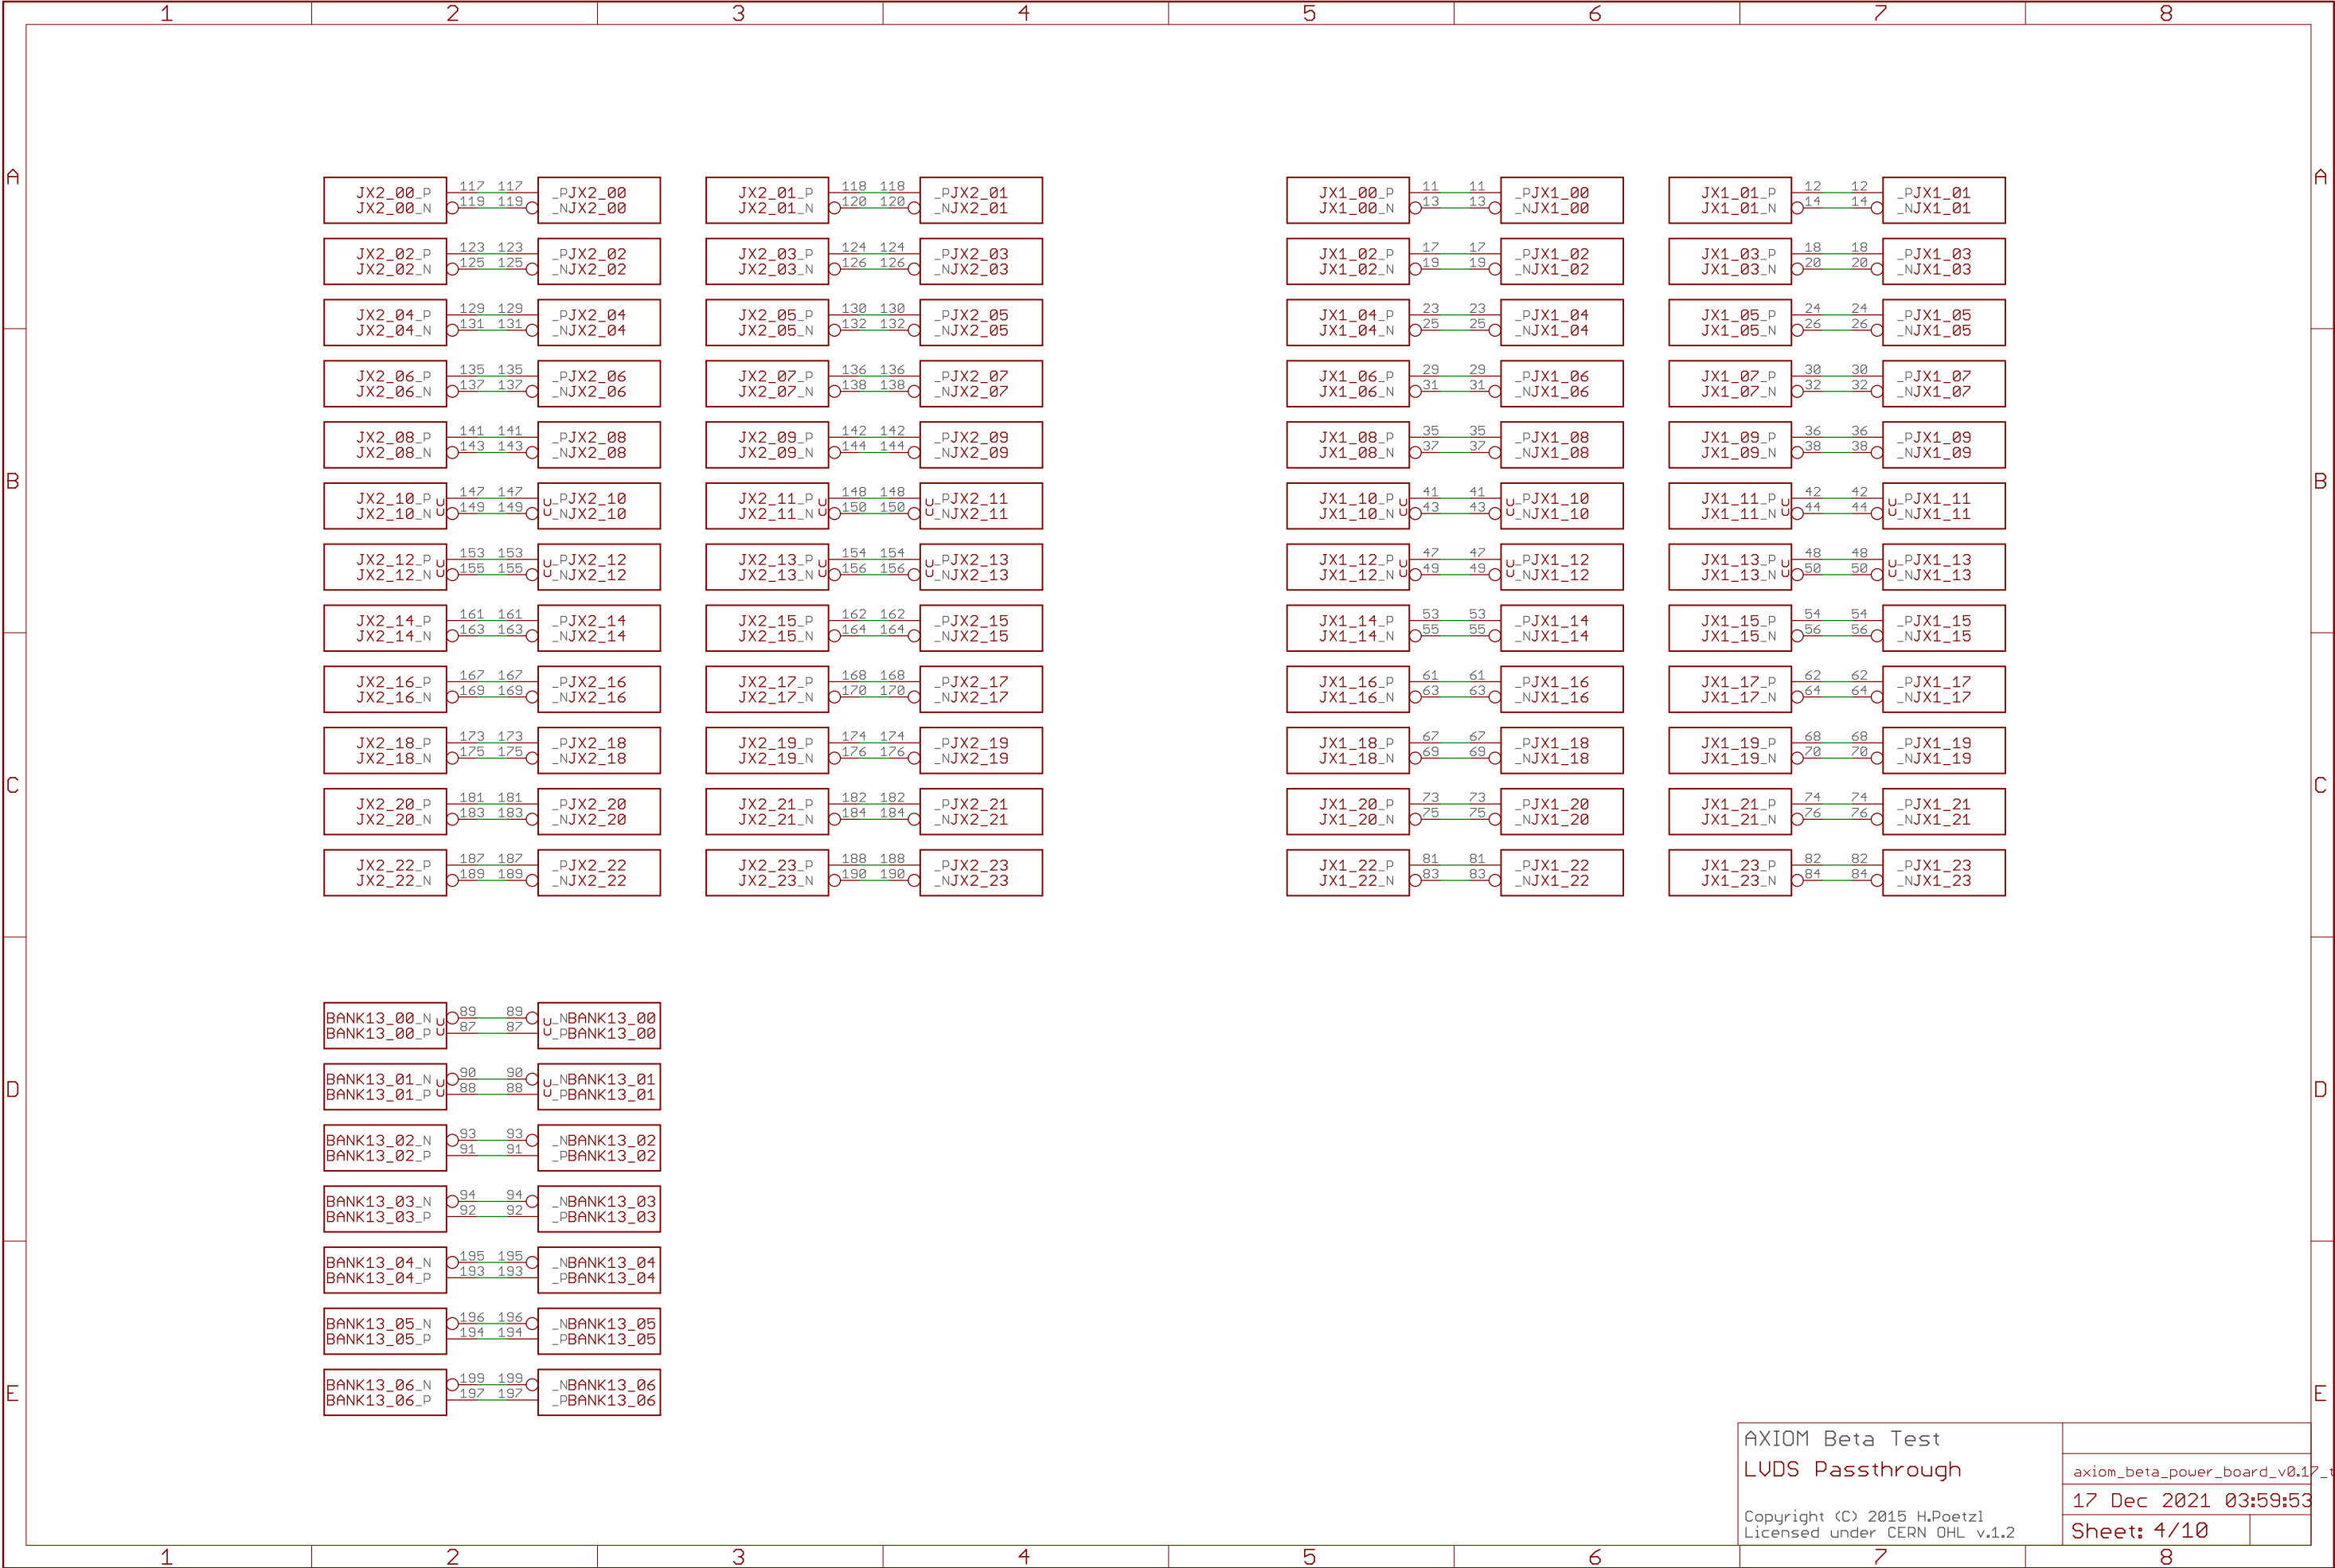 1 2 3 4 5 6 7 8
A A
JX2_00_P 117 117 _PJX2_00 JX2_01_P 118 118 _PJX2_01 JX1_00_P 11 11 _PJX1_00 JX1_01_P 12 12 _PJX1_01
JX2_00_N 119 119 _NJX2_00 JX2_01_N 120 120 _NJX2_01 JX1_00_N 13 13 _NJX1_00 JX1_01_N 14 14 _NJX1_01
JX2_02_P 123 123 _PJX2_02 JX2_03_P 124 124 _PJX2_03 JX1_02_P 17 17 _PJX1_02 JX1_03_P 18 18 _PJX1_03
JX2_02_N 125 125 _NJX2_02 JX2_03_N 126 126 _NJX2_03 JX1_02_N 19 19 _NJX1_02 JX1_03_N 20 20 _NJX1_03
JX2_04_P 129 129 _PJX2_04 JX2_05_P 130 130 _PJX2_05 JX1_04_P 23 23 _PJX1_04 JX1_05_P 24 24 _PJX1_05
JX2_04_N 131 131 _NJX2_04 JX2_05_N 132 132 _NJX2_05 JX1_04_N 25 25 _NJX1_04 JX1_05_N 26 26 _NJX1_05
JX2_06_P 135 135 _PJX2_06 JX2_07_P 136 136 _PJX2_07 JX1_06_P 29 29 _PJX1_06 JX1_07_P 30 30 _PJX1_07
JX2_06_N 137 137 _NJX2_06 JX2_07_N 138 138 _NJX2_07 JX1_06_N 31 31 _NJX1_06 JX1_07_N 32 32 _NJX1_07
JX2_08_P 141 141 _PJX2_08 JX2_09_P 142 142 _PJX2_09 JX1_08_P 35 35 _PJX1_08 JX1_09_P 36 36 _PJX1_09
JX2_08_N 143 143 _NJX2_08 JX2_09_N 144 144 _NJX2_09 JX1_08_N 37 37 _NJX1_08 JX1_09_N 38 38 _NJX1_09
B B
JX2_10_P U 147 147 U _PJX2_10 JX2_11_P U 148 148 U _PJX2_11 JX1_10_P U 41 41 U _PJX1_10 JX1_11_P U 42 42 U _PJX1_11
JX2_10_N U 149 149 U _NJX2_10 JX2_11_N U 150 150 U _NJX2_11 JX1_10_N U 43 43 U _NJX1_10 JX1_11_N U 44 44 U _NJX1_11
JX2_12_P U 153 153 U _PJX2_12 JX2_13_P U 154 154 U _PJX2_13 JX1_12_P U 47 47 U _PJX1_12 JX1_13_P U 48 48 U _PJX1_13
JX2_12_N U 155 155 U _NJX2_12 JX2_13_N U 156 156 U _NJX2_13 JX1_12_N U 49 49 U _NJX1_12 JX1_13_N U 50 50 U _NJX1_13
JX2_14_P 161 161 _PJX2_14 JX2_15_P 162 162 _PJX2_15 JX1_14_P 53 53 _PJX1_14 JX1_15_P 54 54 _PJX1_15
JX2_14_N 163 163 _NJX2_14 JX2_15_N 164 164 _NJX2_15 JX1_14_N 55 55 _NJX1_14 JX1_15_N 56 56 _NJX1_15
JX2_16_P 167 167 _PJX2_16 JX2_17_P 168 168 _PJX2_17 JX1_16_P 61 61 _PJX1_16 JX1_17_P 62 62 _PJX1_17
JX2_16_N 169 169 _NJX2_16 JX2_17_N 170 170 _NJX2_17 JX1_16_N 63 63 _NJX1_16 JX1_17_N 64 64 _NJX1_17
JX2_18_P 173 173 _PJX2_18 JX2_19_P 174 174 _PJX2_19 JX1_18_P 67 67 _PJX1_18 JX1_19_P 68 68 _PJX1_19
JX2_18_N 175 175 _NJX2_18 JX2_19_N 176 176 _NJX2_19 JX1_18_N 69 69 _NJX1_18 JX1_19_N 70 70 _NJX1_19
C C
JX2_20_P 181 181 _PJX2_20 JX2_21_P 182 182 _PJX2_21 JX1_20_P 73 73 _PJX1_20 JX1_21_P 74 74 _PJX1_21
JX2_20_N 183 183 _NJX2_20 JX2_21_N 184 184 _NJX2_21 JX1_20_N 75 75 _NJX1_20 JX1_21_N 76 76 _NJX1_21
JX2_22_P 187 187 _PJX2_22 JX2_23_P 188 188 _PJX2_23 JX1_22_P 81 81 _PJX1_22 JX1_23_P 82 82 _PJX1_23
JX2_22_N 189 189 _NJX2_22 JX2_23_N 190 190 _NJX2_23 JX1_22_N 83 83 _NJX1_22 JX1_23_N 84 84 _NJX1_23
BANK13_00_N U 89 89 U _NBANK13_00
BANK13_00_P U 87 87 U _PBANK13_00
BANK13_01_N U 90 90 U _NBANK13_01
D D
BANK13_01_P U 88 88 U _PBANK13_01
BANK13_02_N 93 93 _NBANK13_02
BANK13_02_P 91 91 _PBANK13_02
BANK13_03_N 94 94 _NBANK13_03
BANK13_03_P 92 92 _PBANK13_03
BANK13_04_N 195 195 _NBANK13_04
BANK13_04_P 193 193 _PBANK13_04
BANK13_05_N 196 196 _NBANK13_05
BANK13_05_P 194 194 _PBANK13_05
BANK13_06_N 199 199 _NBANK13_06
E E
BANK13_06_P 197 197 _PBANK13_06
AXIOM Beta Test
LVDS Passthrough
Copyright (C) 2015 H.Poetzl
Licensed under CERN OHL v.1.2
axiom_beta_power_board_v0.17_t
17 Dec 2021 03:59:53
Sheet: 4/10
1 2 3 4 5 6 7 8